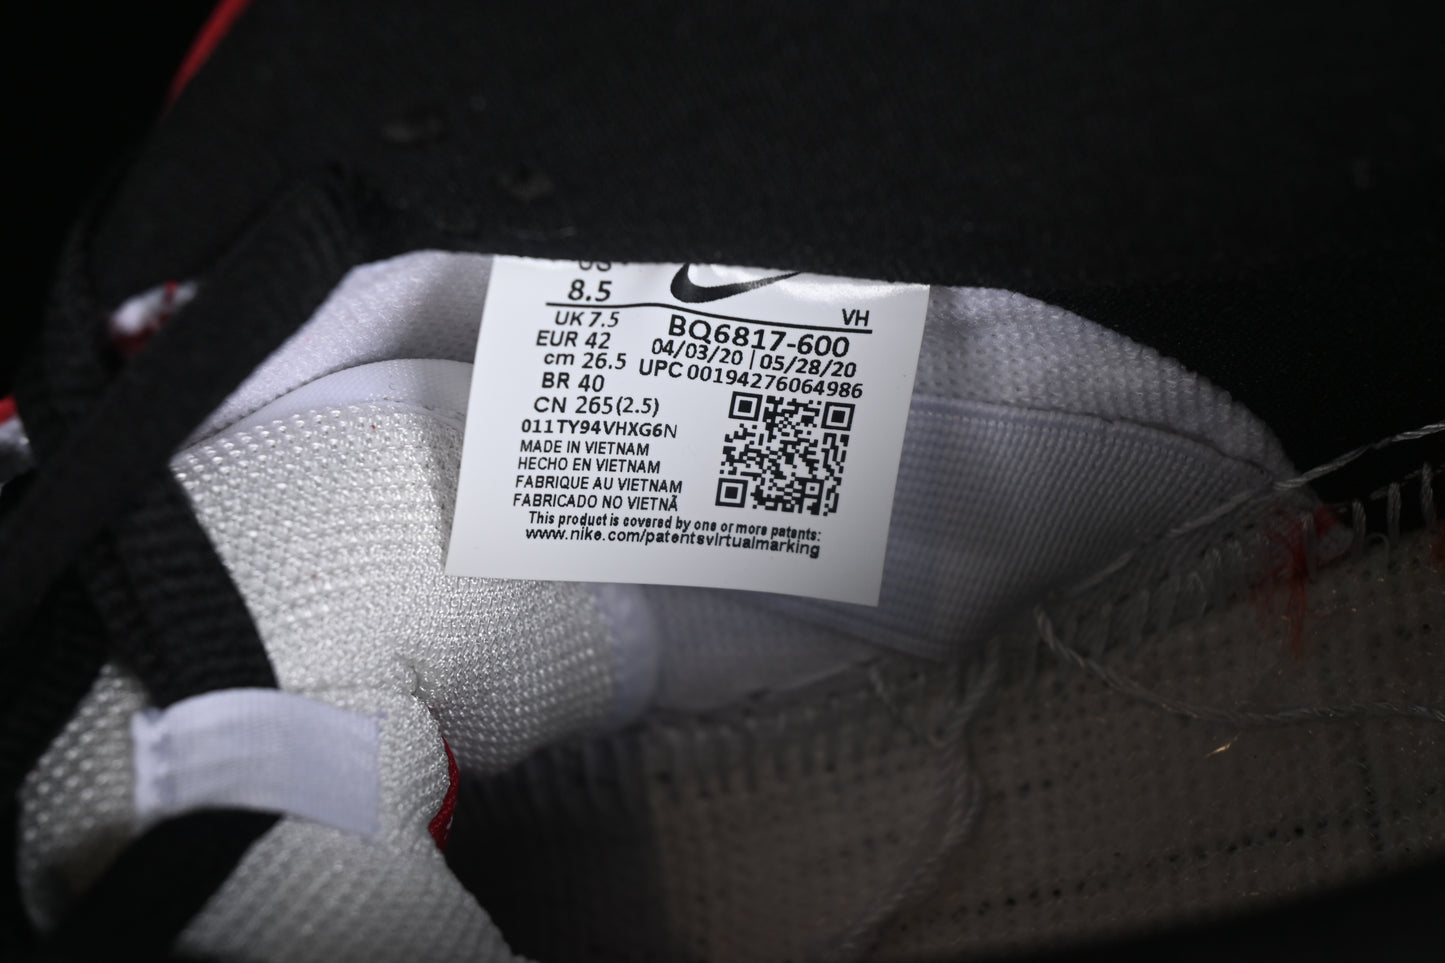 8.5
VH
UK 7.5
BQ6817-600
EUR 42
04/03/20 | 05/28/20
cm 26.5
UPC 00194276064986
BR 40
CN 265(2.5)
011TY94VHXG6N
MADE IN VIETNAM
HECHO EN VIETNAM
FABRIQUE AU VIETNAM
FABRICADO NO VIETNÃ
This product is covered by one or more patents:
www.nike.com/patentsvirtualmarking